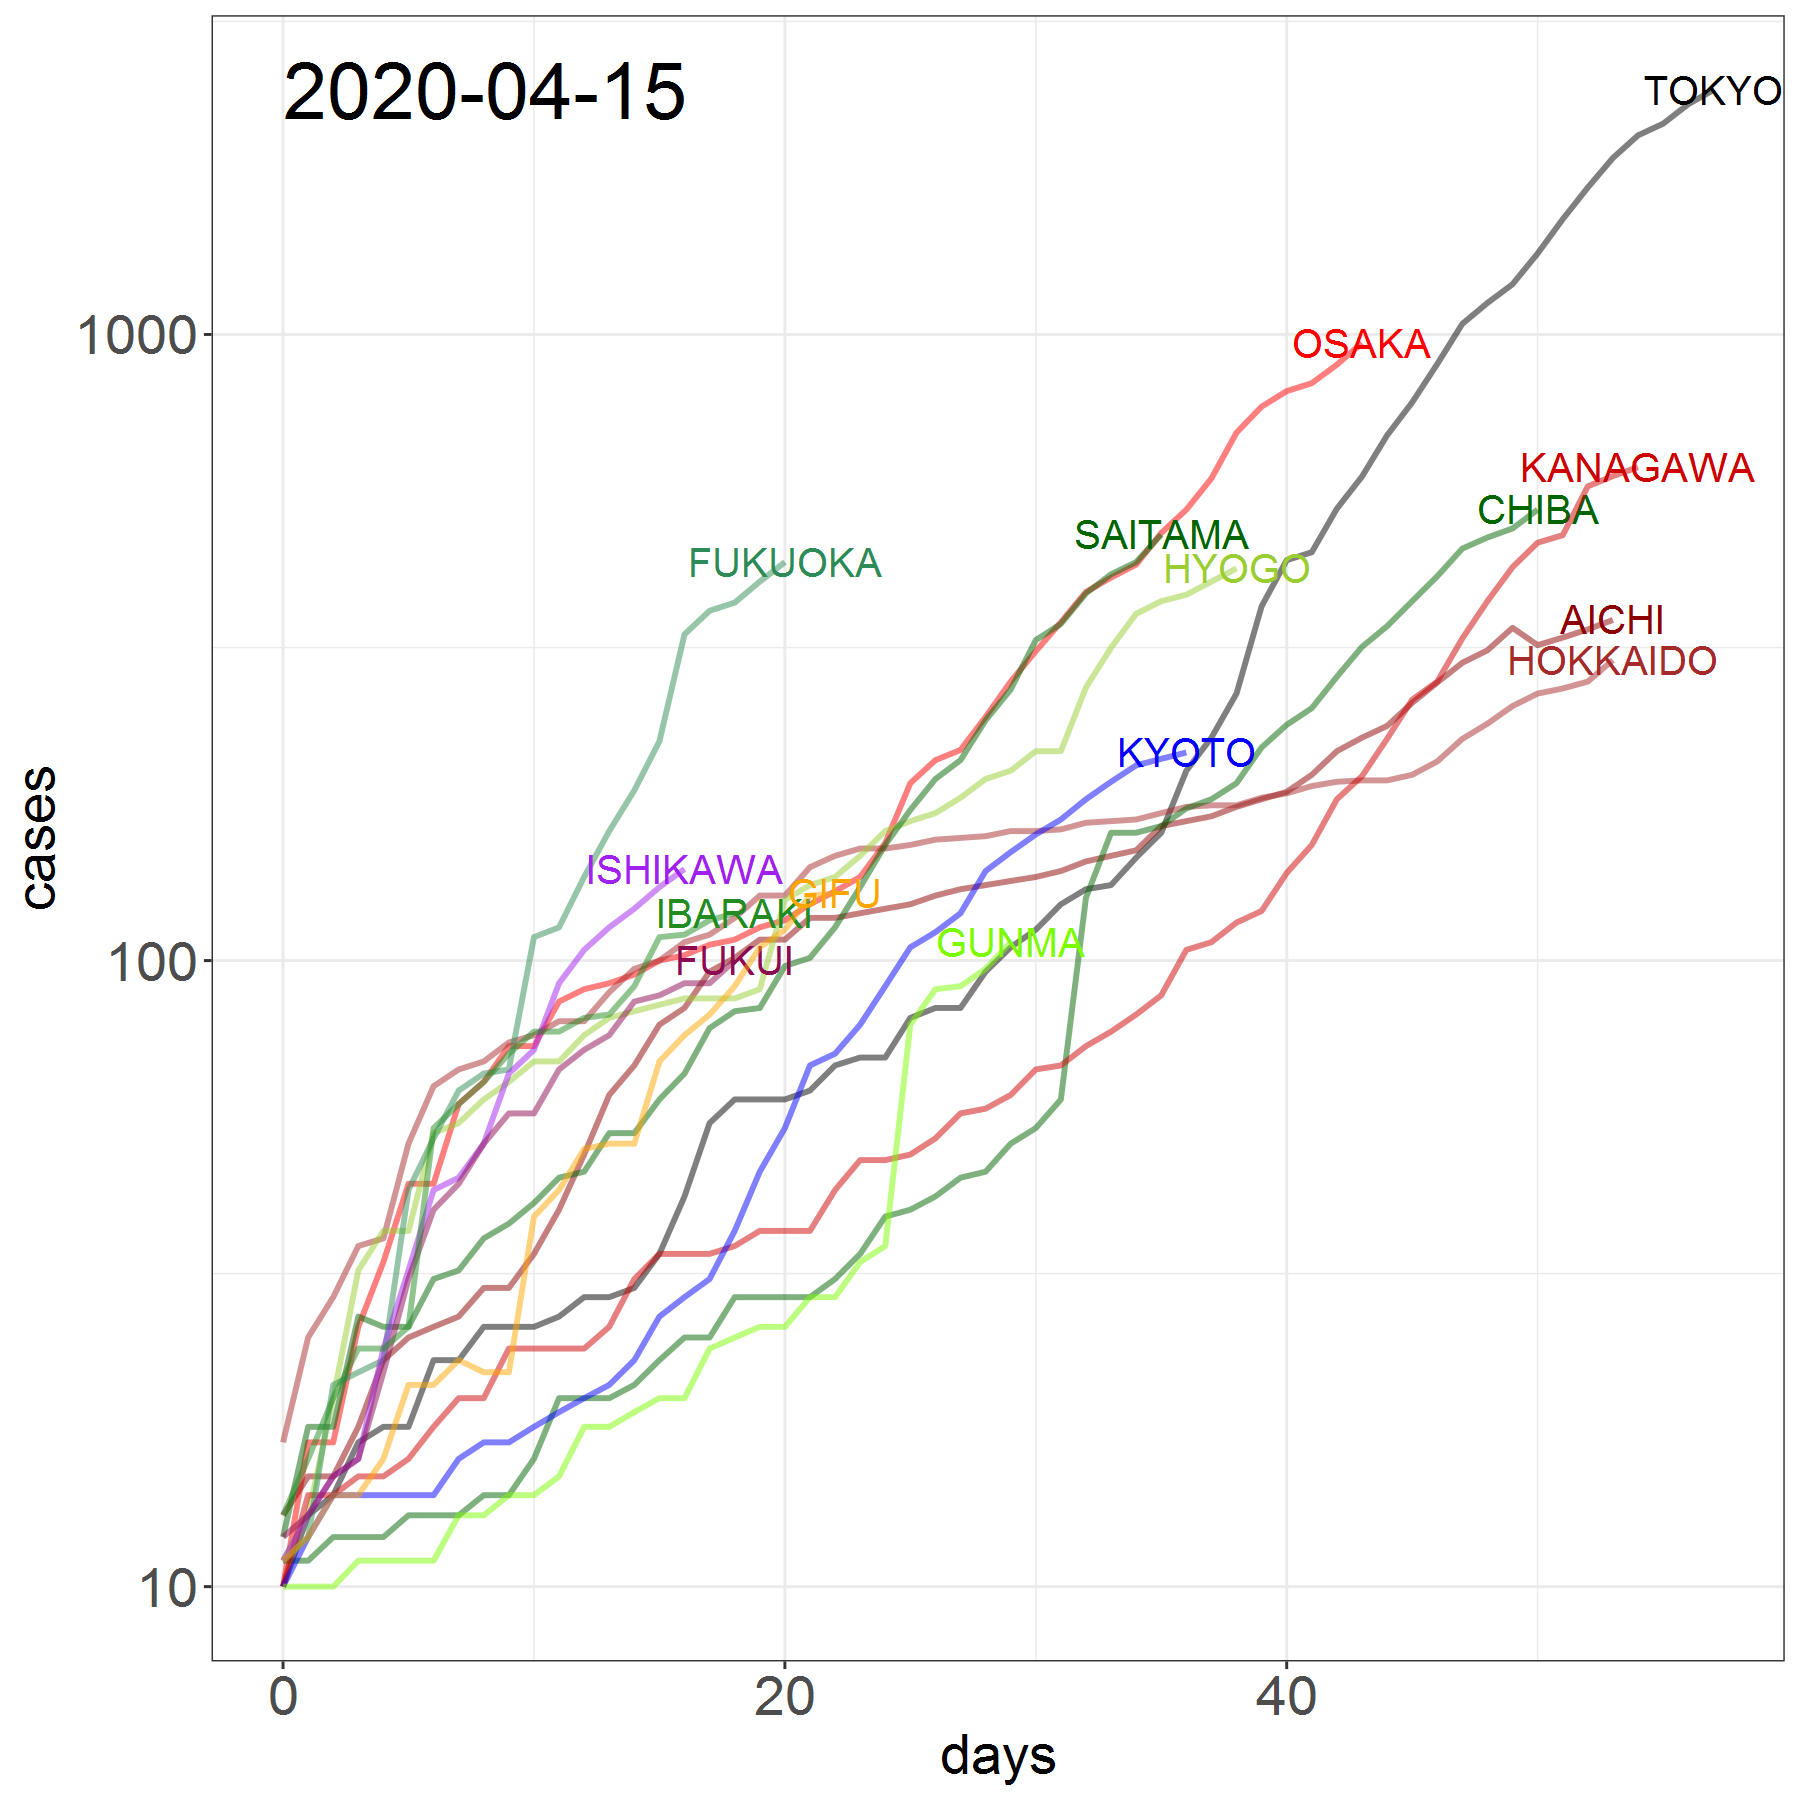 2020-04-15
TOKYO
1000
OSAKA
KANAGAWA
CHIBA
SAITAMA
FUKUOKA
HYOGO
AICHI
HOKKAIDO
KYOTO
cases
ISHIKAWA
GIFU
IBARAKI
GUNMA
100
FUKUI
10
0 20 40
days